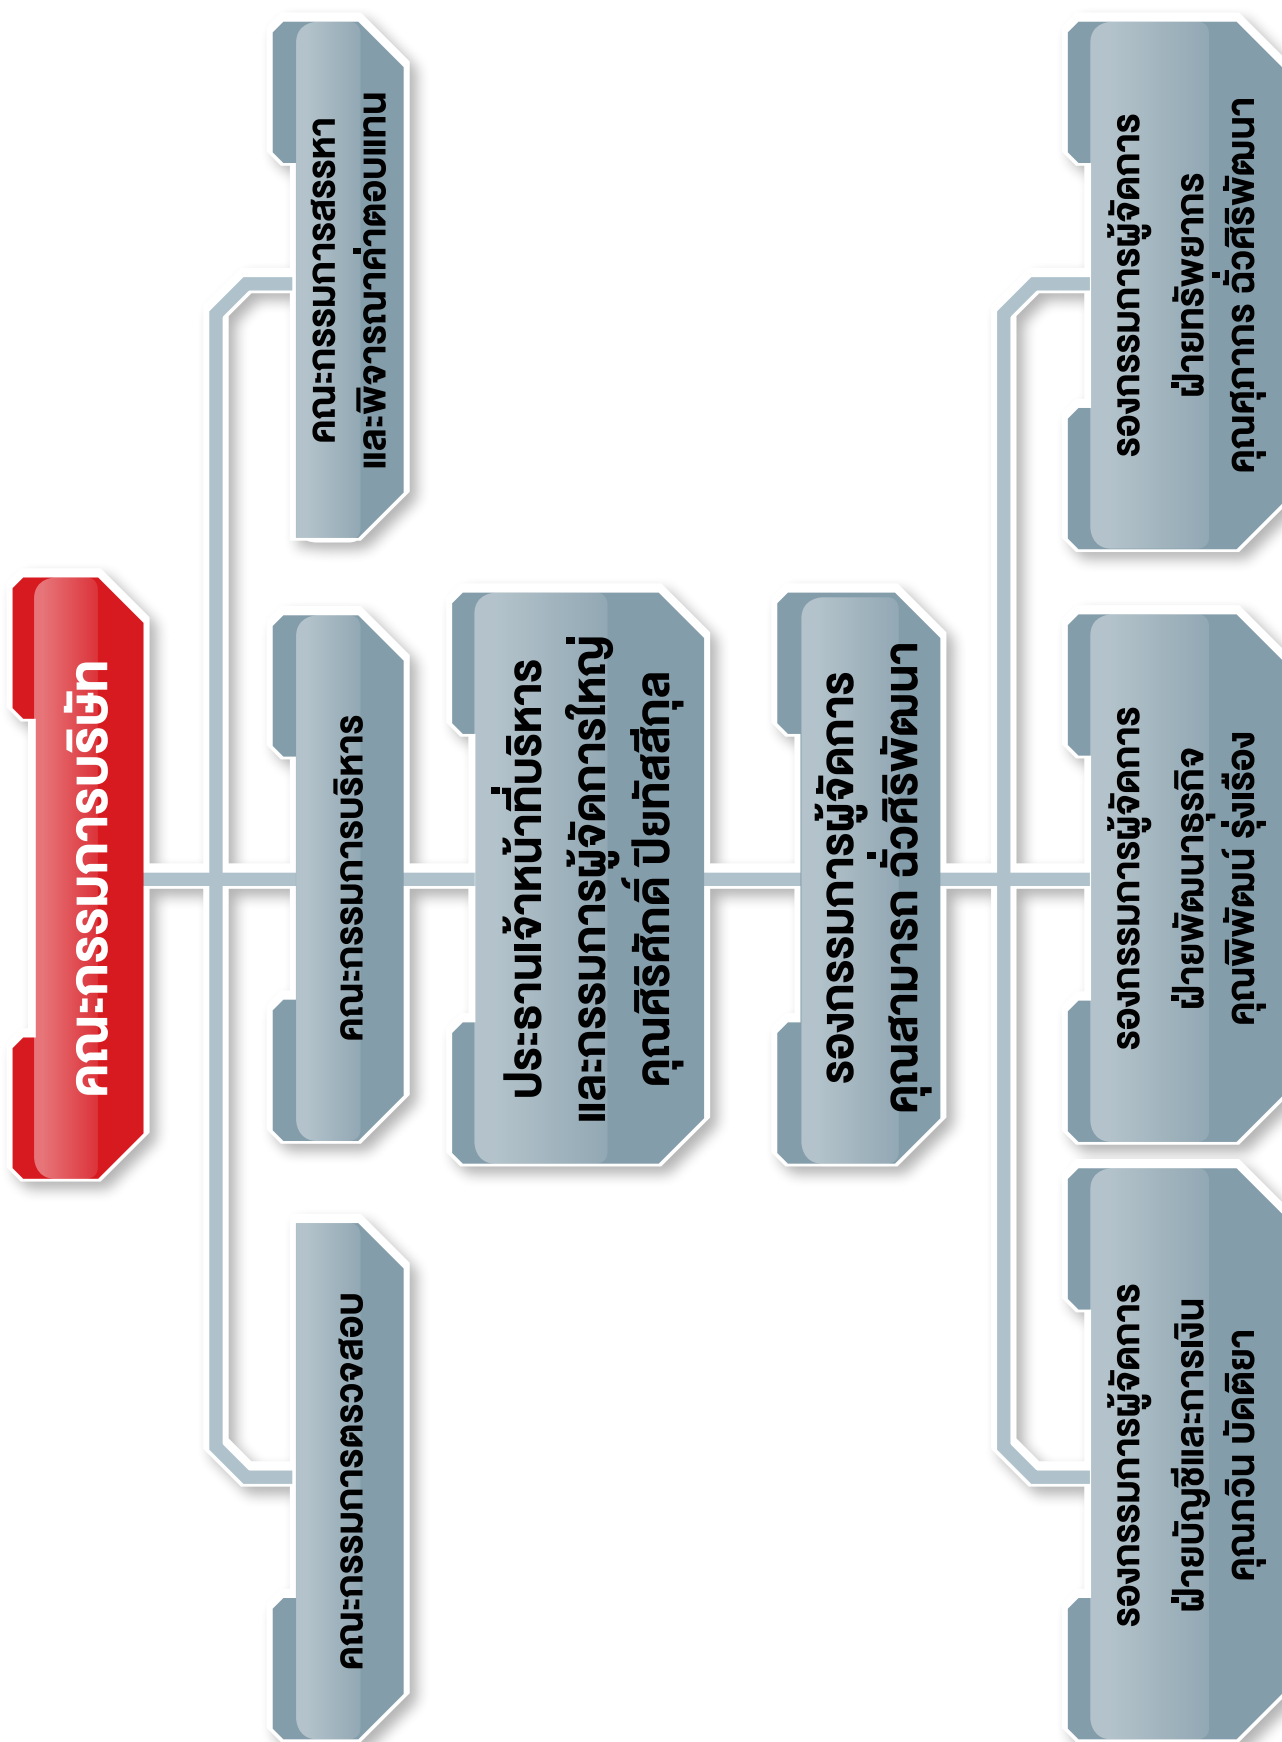 คณะกรรมการบริษัท
คณะกรรมการตรวจสอบ
คณะกรรมการบริหาร
คณะกรรมการสรรหา
และพิจารณาค่าตอบแทน
ประธานเจ้าหน้าที่บริหาร
และกรรมการผู้จัดการใหญ่
คุณศิริศักดิ์ ปิยทัสสีกุล
รองกรรมการผู้จัดการ
คุณสามารถ ฉั่วศิริพัฒนา
รองกรรมการผู้จัดการ
ฝ่ายบัญชีและการเงิน
คุณกวิน บัดติยา
รองกรรมการผู้จัดการ
ฝ่ายพัฒนาธุรกิจ
คุณพิพัฒน์ รุ่งเรือง
รองกรรมการผู้จัดการ
ฝ่ายทรัพยากร
คุณศุภากร ฉั่วศิริพัฒนา